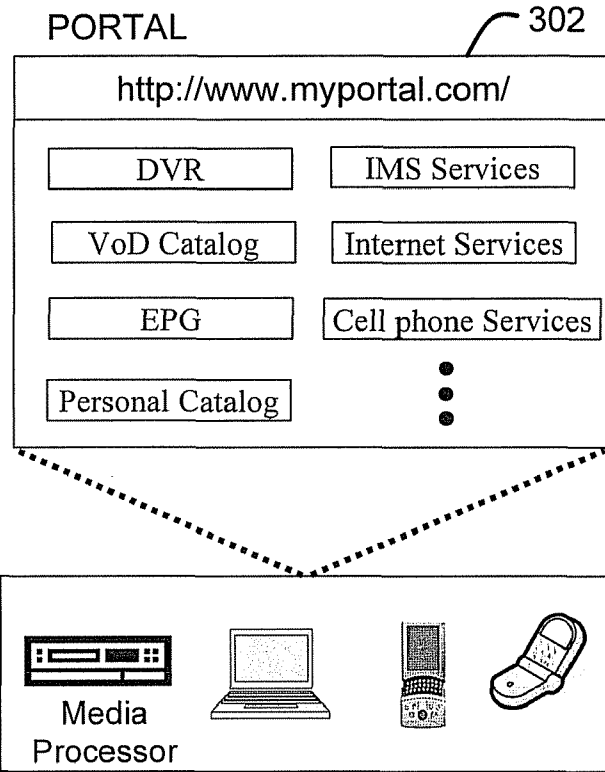 PORTAL
302
http://www.myportal.com/
DVR
IMS Services
VoD Catalog
Internet Services
EPG
Cell phone Services
Personal Catalog
Media
Processor